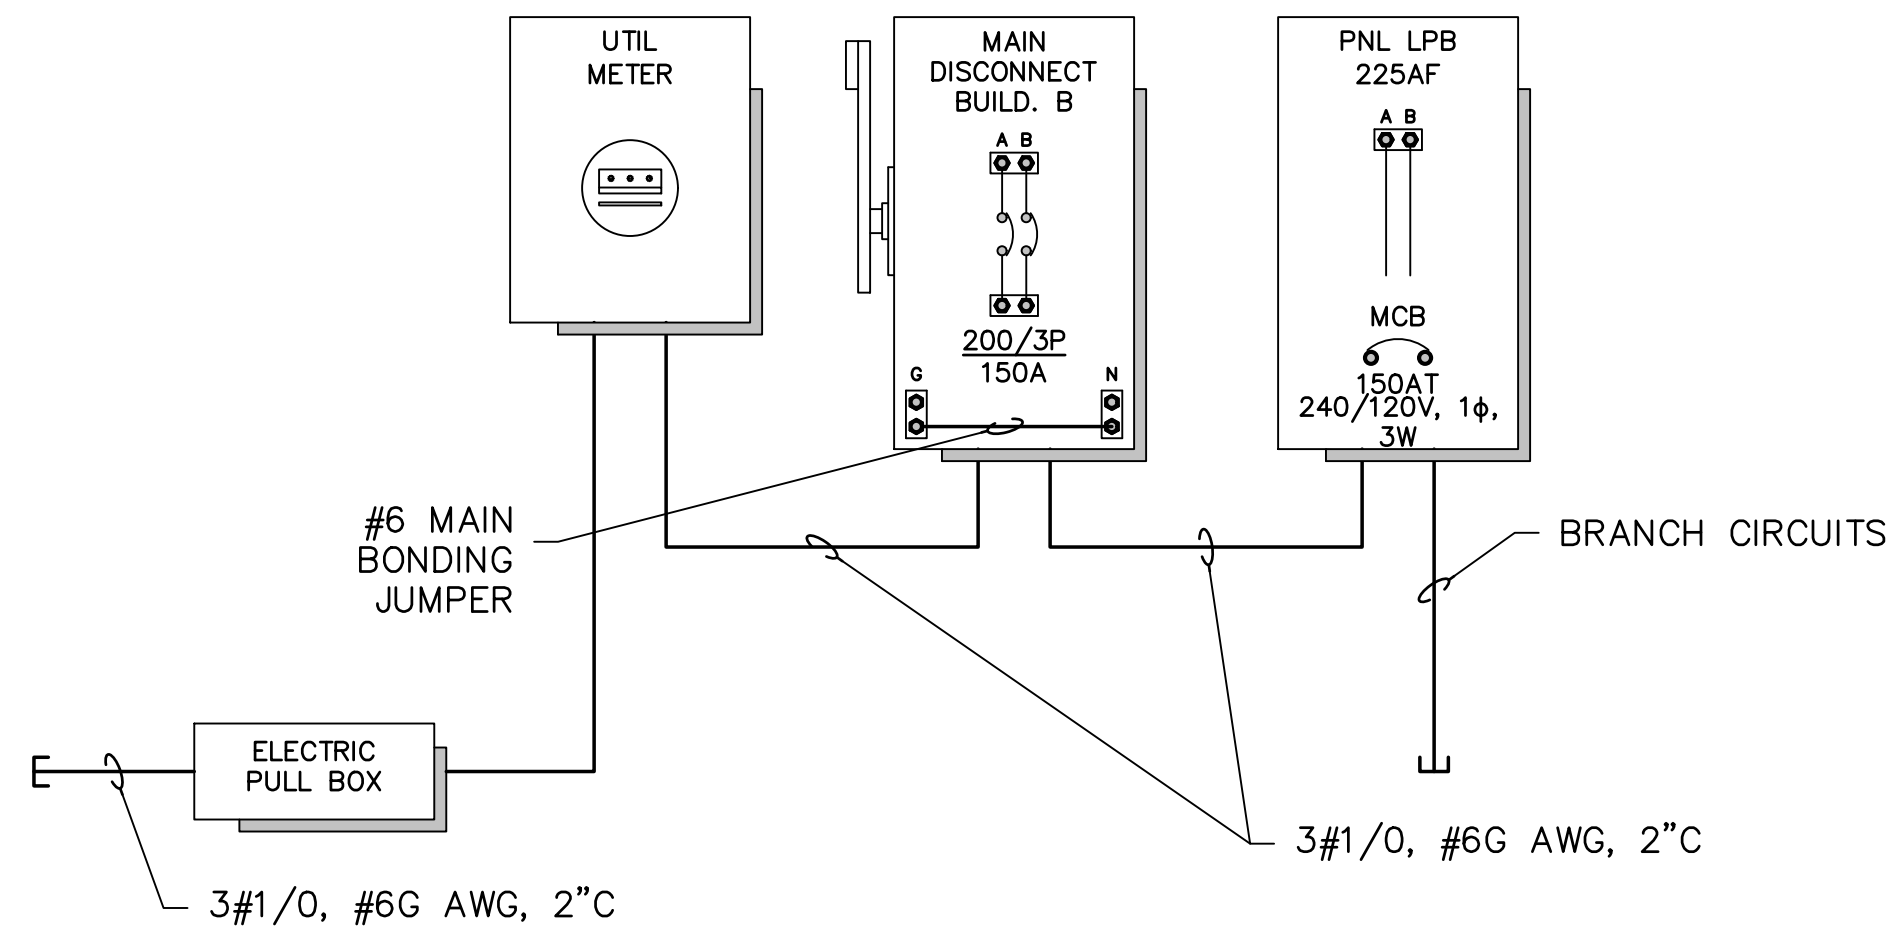 UTIL
METER
MAIN
DISCONNECT
BUILD. B
A B
200/3P
150A
G
N
PNL LPB
225AF
A B
MCB
150AT
240/120V, 1ϕ,
3W
#6 MAIN
BONDING
JUMPER
BRANCH CIRCUITS
ELECTRIC
PULL BOX
3#1/0, #6G AWG, 2”C
3#1/0, #6G AWG, 2”C